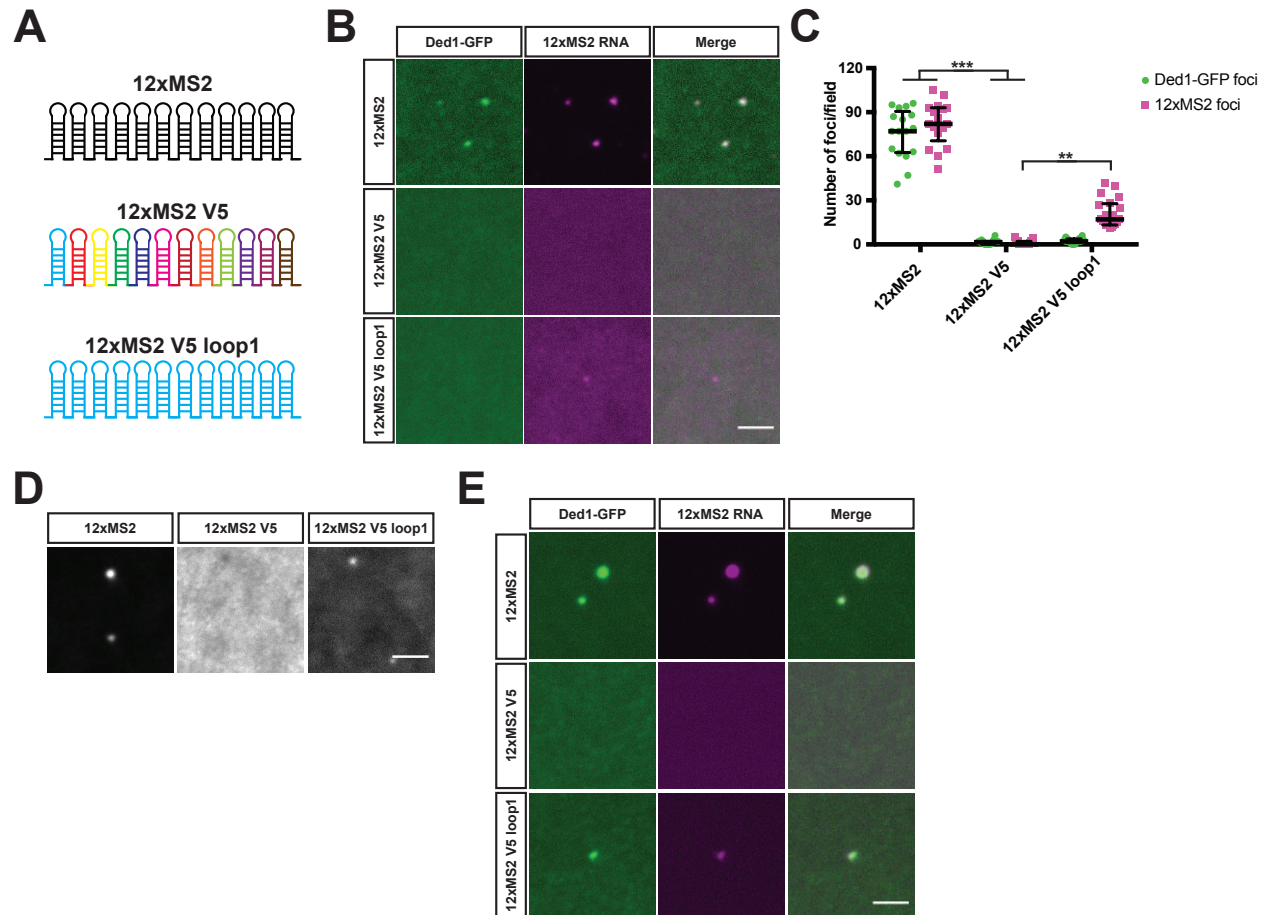 A
12xMS2
12xMS2 V5
12xMS2 V5 loop1
B
Ded1-GFP
12xMS2 RNA
Merge
12xMS2
12xMS2 V5
12xMS2 V5 loop1
C
Number of foci/field
120
90
60
30
0
***
**
12xMS2
12xMS2 V5
12xMS2 V5 loop1
Ded1-GFP foci
12xMS2 foci
D
12xMS2
12xMS2 V5
12xMS2 V5 loop1
E
Ded1-GFP
12xMS2 RNA
Merge
12xMS2
12xMS2 V5
12xMS2 V5 loop1